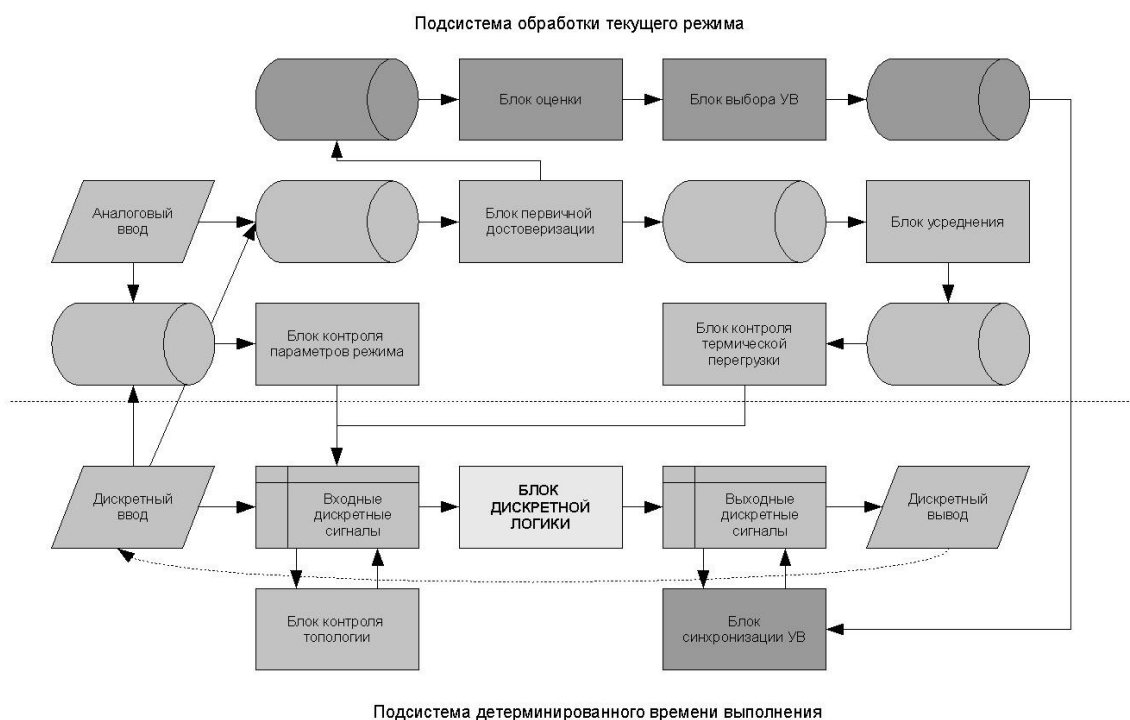 Подсистема обработки текущего режима
Блок оценки
Блок выбора УВ
Аналоговый
ввод
Блок первичной
достоверизации
Блок усреднения
Блок контроля
параметров режима
Блок контроля
термической
перегрузки
Дискретный
ввод
Входные
дискретные
сигналы
БЛОК
ДИСКРЕТНОЙ
ЛОГИКИ
Выходные
дискретные
сигналы
Дискретный
вывод
Блок контроля
топологии
Блок
синхронизации УВ
Подсистема детерминированного времени выполнения